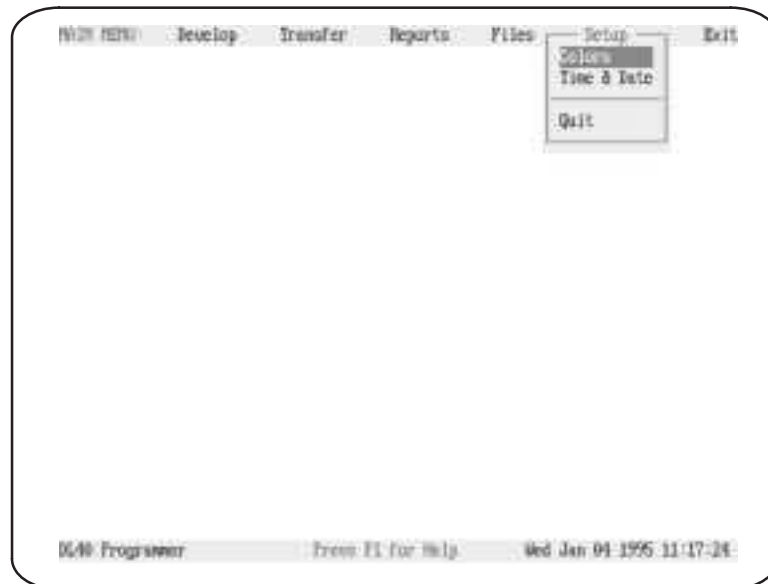 MAIN MENU: Develop Transfer Reports Files Setup Exit
Colors
Time & Date
Quit
DL40 Programmer Press F1 for Help Wed Jan 04 1995 11:17:24